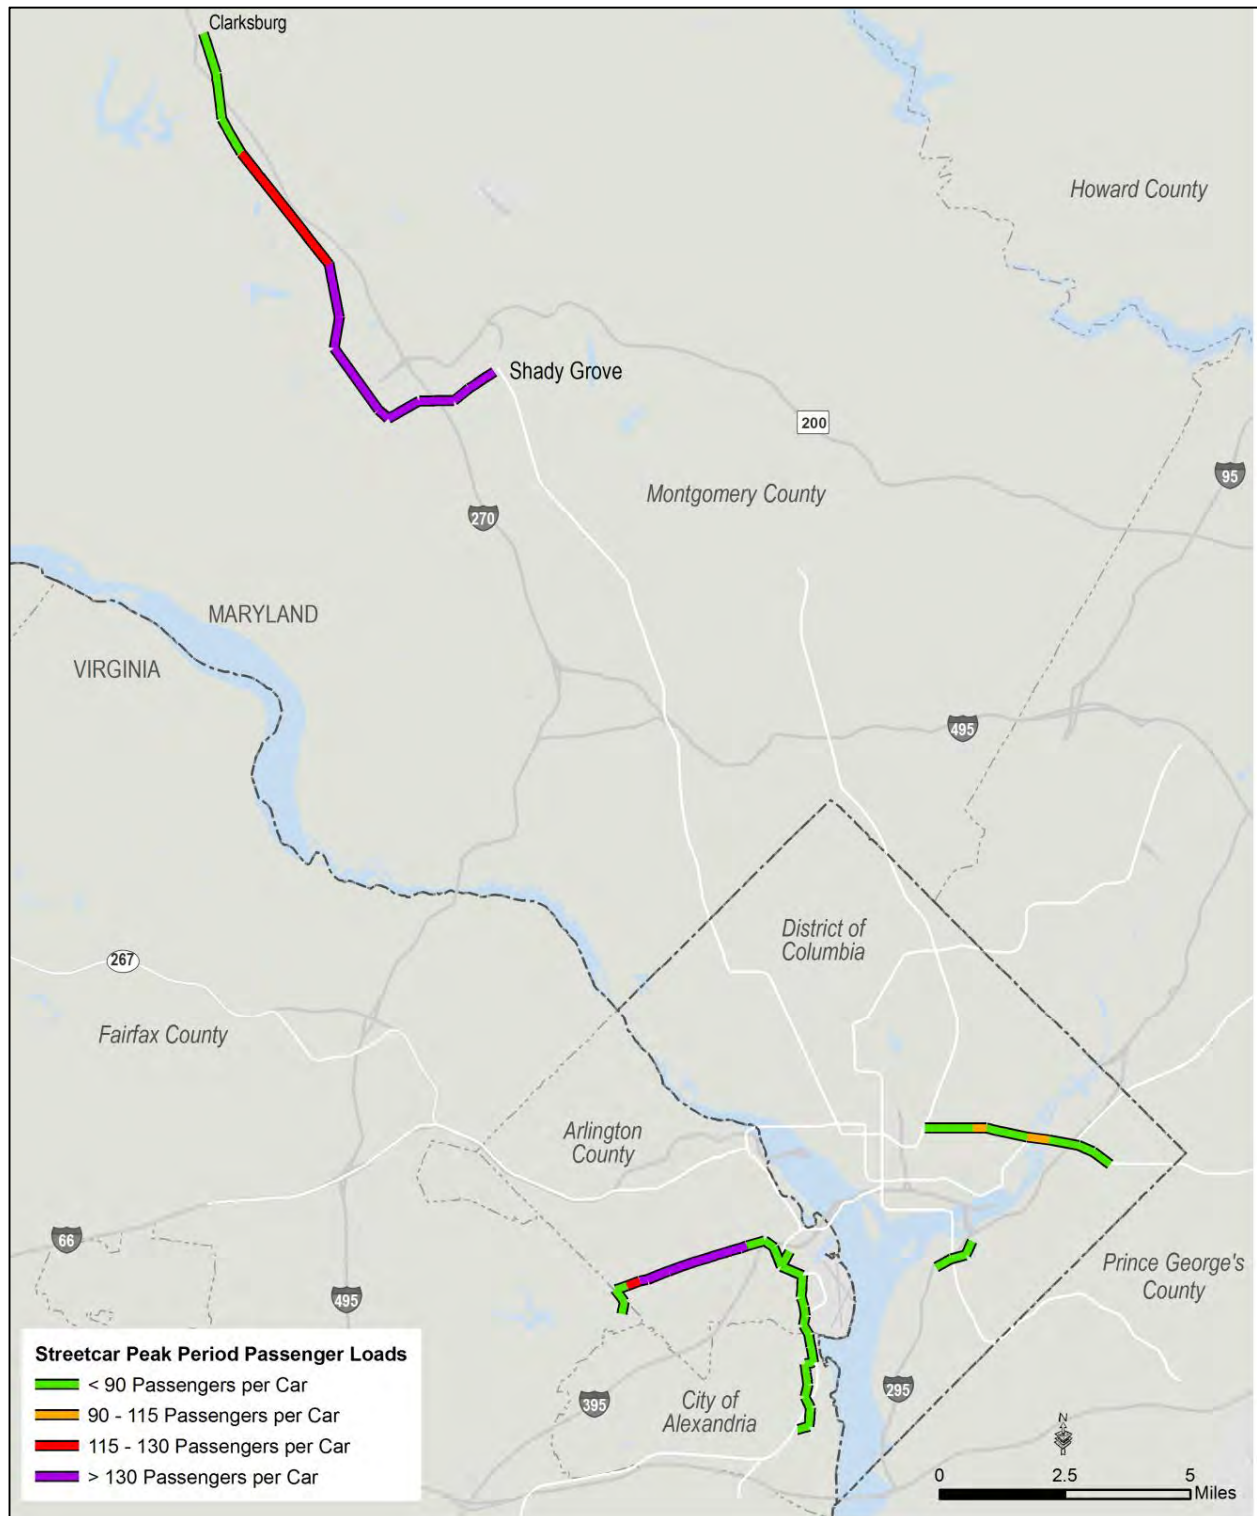 Clarksburg
Howard County
Shady Grove
200
Montgomery County
95
270
MARYLAND
VIRGINIA
495
District of
Columbia
267
Fairfax County
Arlington
County
66
Prince George's
County
495
Streetcar Peak Period Passenger Loads
< 90 Passengers per Car
90 - 115 Passengers per Car
115 - 130 Passengers per Car
> 130 Passengers per Car
395
City of
Alexandria
295
N
0 2.5 5
Miles